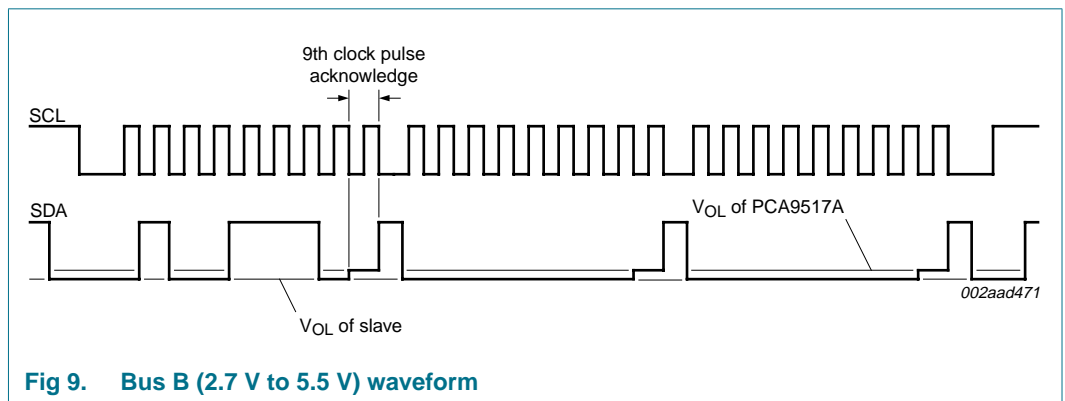 9th clock pulse
acknowledge
SCL
SDA
VOL of PCA9517A
002aad471
VOL of slave
Fig 9. Bus B (2.7 V to 5.5 V) waveform